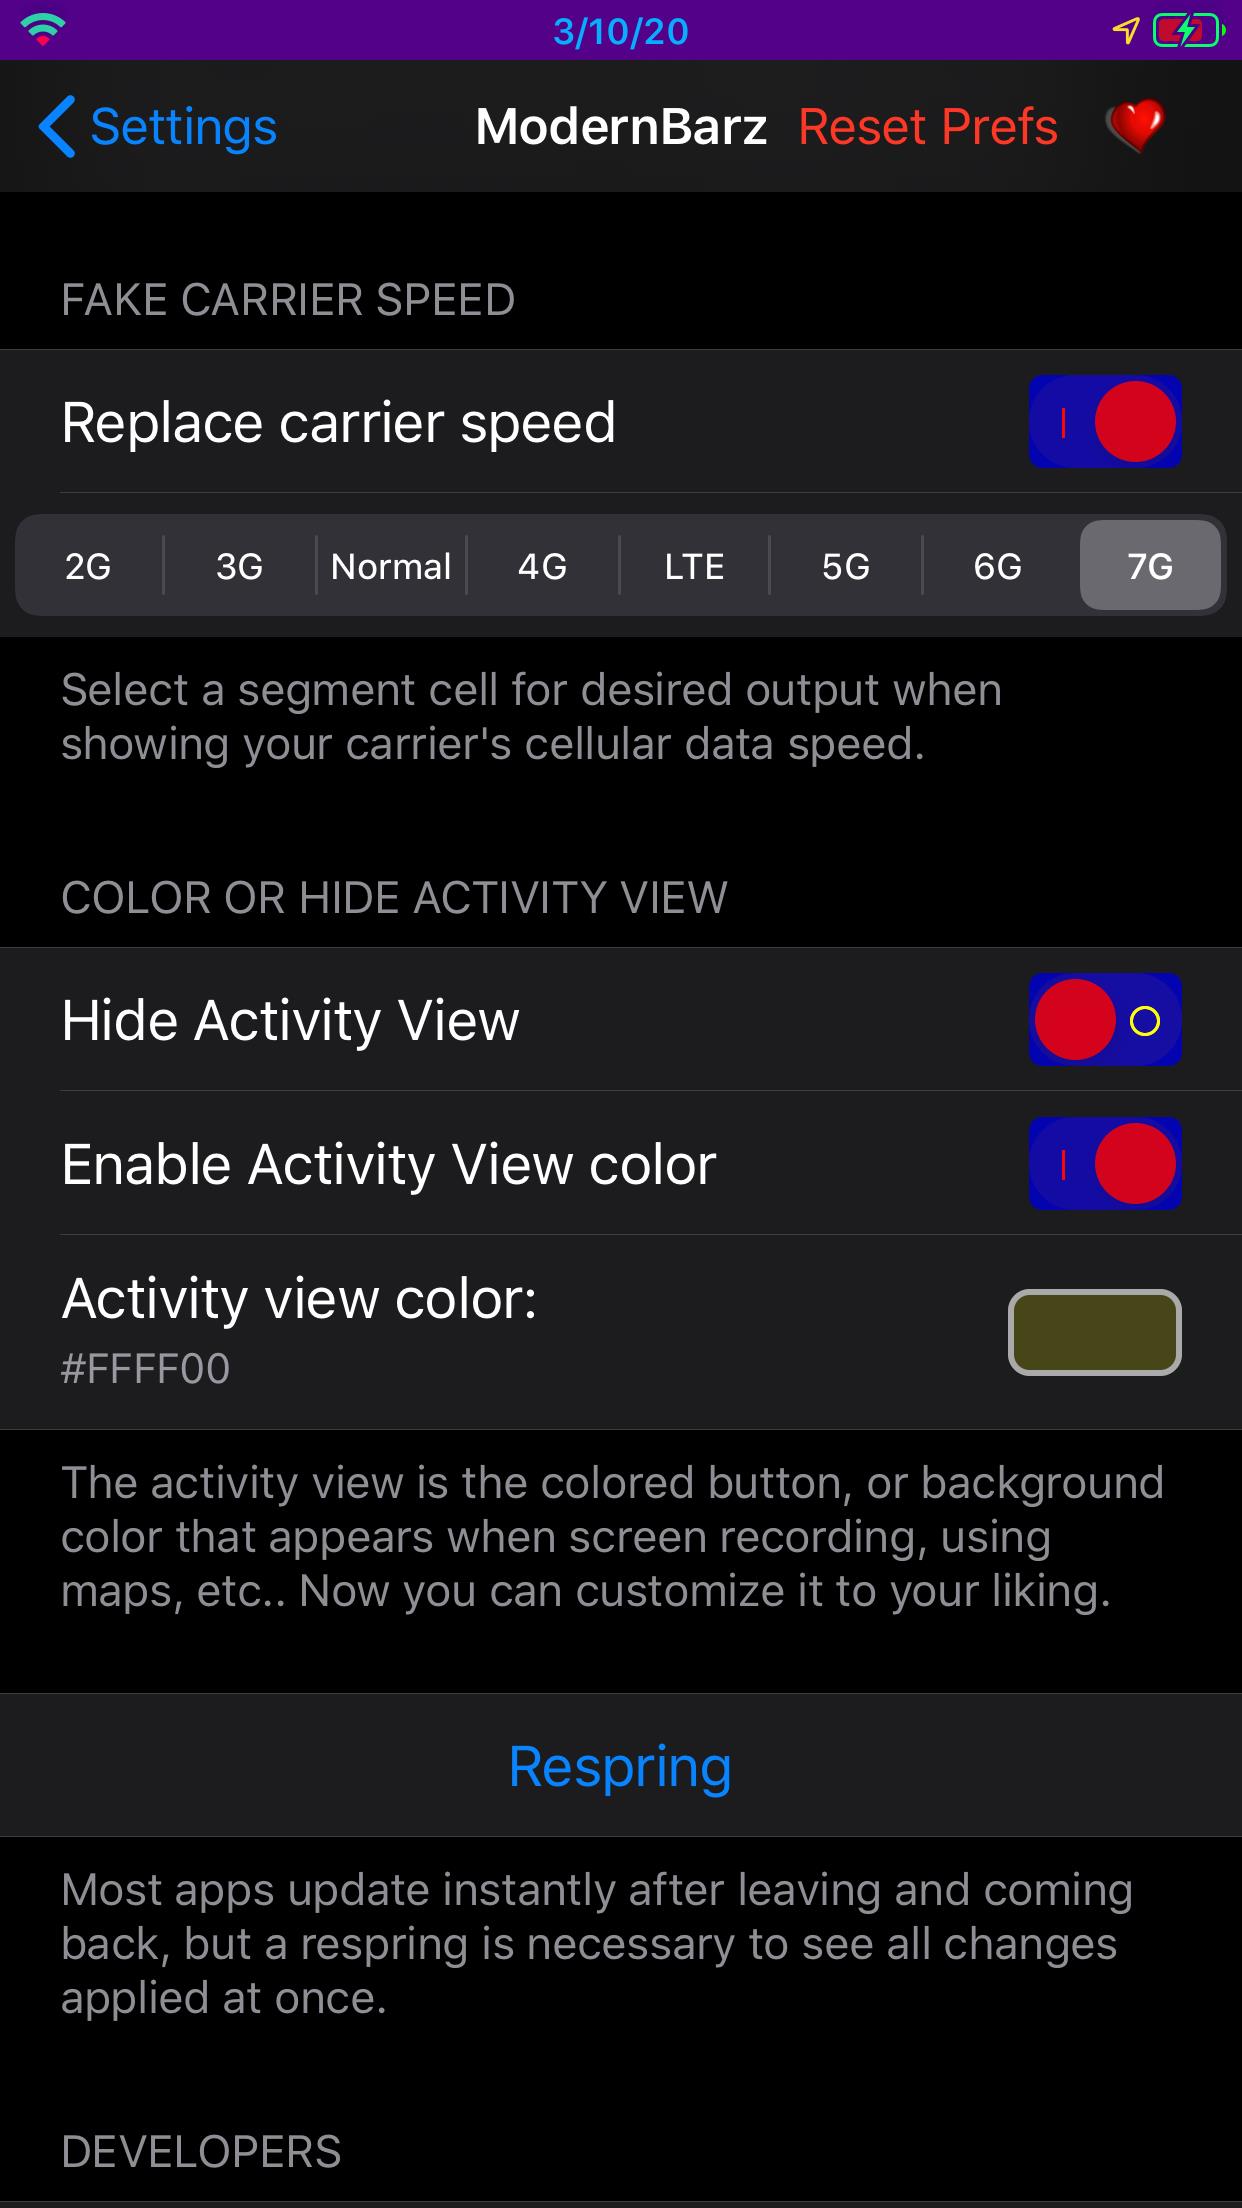 3/10/20
Settings ModernBarz Reset Prefs
FAKE CARRIER SPEED
Replace carrier speed
2G 3G Normal 4G LTE 5G 6G 7G
Select a segment cell for desired output when
showing your carrier's cellular data speed.
COLOR OR HIDE ACTIVITY VIEW
Hide Activity View
Enable Activity View color
Activity view color:
#FFFF00
The activity view is the colored button, or background
color that appears when screen recording, using
maps, etc.. Now you can customize it to your liking.
Respring
Most apps update instantly after leaving and coming
back, but a respring is necessary to see all changes
applied at once.
DEVELOPERS